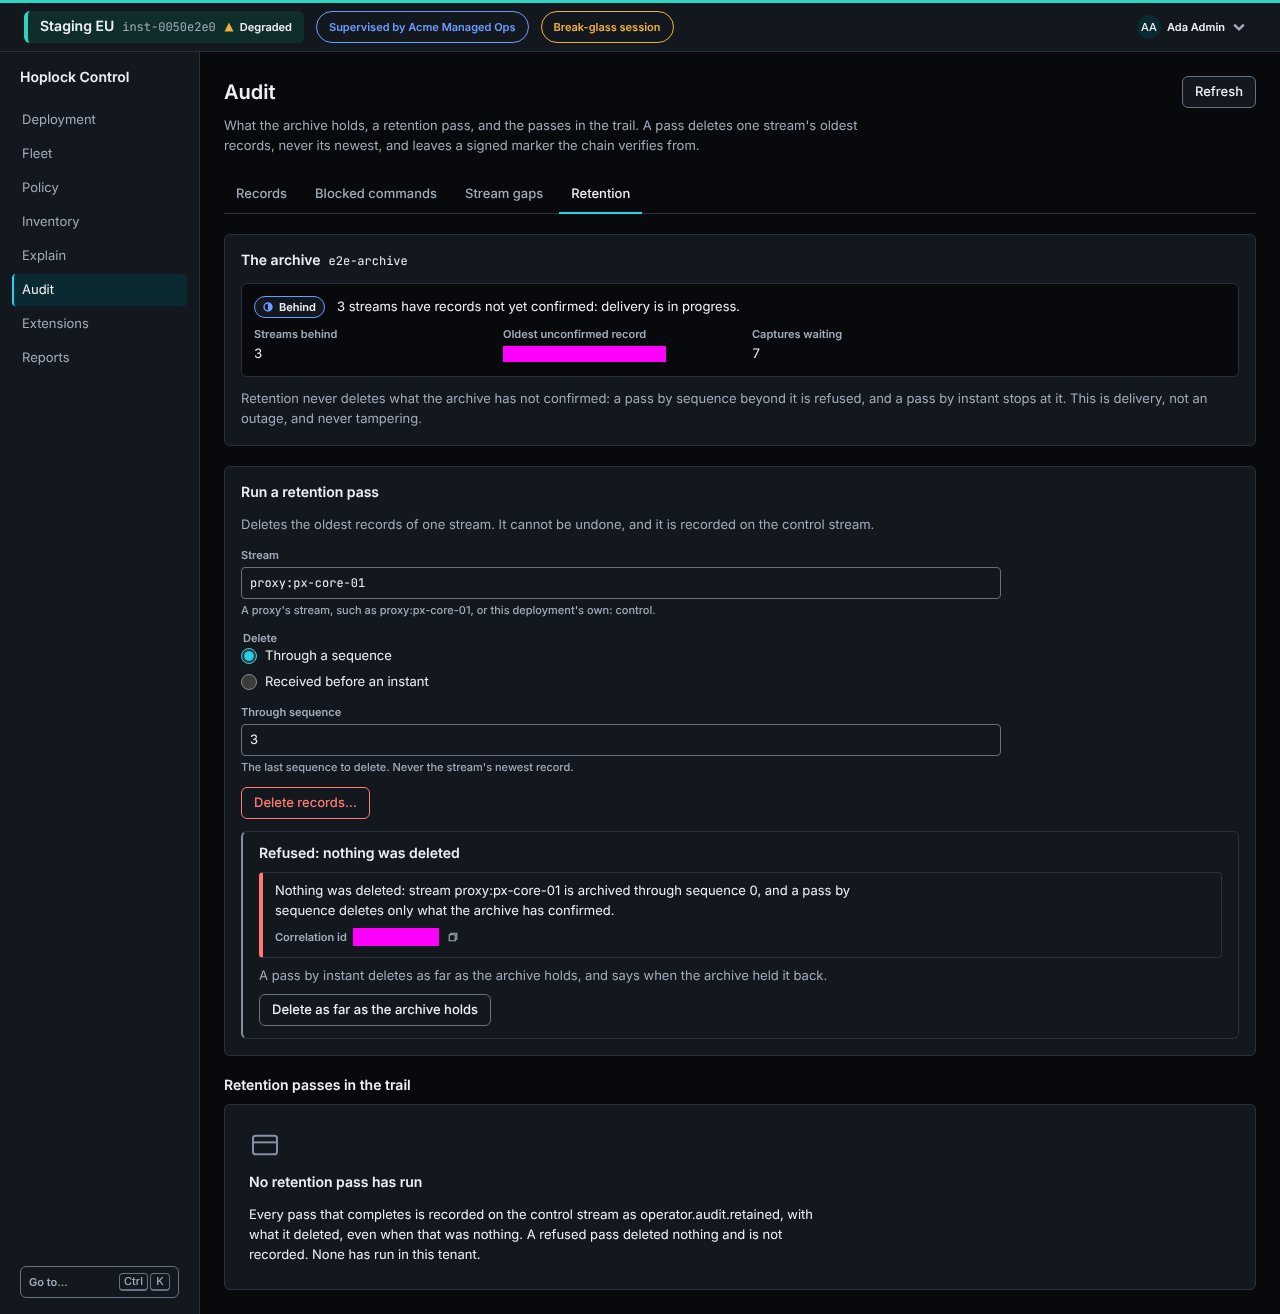 Staging EU inst-0050e2e0 Degraded
Supervised by Acme Managed Ops
Break-glass session
AA Ada Admin
Hoplock Control
Deployment
Fleet
Policy
Inventory
Explain
Audit
Extensions
Reports
Go to... Ctrl K
Audit
Refresh
What the archive holds, a retention pass, and the passes in the trail. A pass deletes one stream's oldest
records, never its newest, and leaves a signed marker the chain verifies from.
Records Blocked commands Stream gaps Retention
The archive e2e-archive
Behind 3 streams have records not yet confirmed: delivery is in progress.
Streams behind Oldest unconfirmed record Captures waiting
3 7
Retention never deletes what the archive has not confirmed: a pass by sequence beyond it is refused, and a pass by instant stops at it. This is delivery, not an
outage, and never tampering.
Run a retention pass
Deletes the oldest records of one stream. It cannot be undone, and it is recorded on the control stream.
Stream
proxy:px-core-01
A proxy's stream, such as proxy:px-core-01, or this deployment's own: control.
Delete
Through a sequence
Received before an instant
Through sequence
3
The last sequence to delete. Never the stream's newest record.
Delete records...
Refused: nothing was deleted
Nothing was deleted: stream proxy:px-core-01 is archived through sequence 0, and a pass by
sequence deletes only what the archive has confirmed.
Correlation id
A pass by instant deletes as far as the archive holds, and says when the archive held it back.
Delete as far as the archive holds
Retention passes in the trail
No retention pass has run
Every pass that completes is recorded on the control stream as operator.audit.retained, with
what it deleted, even when that was nothing. A refused pass deleted nothing and is not
recorded. None has run in this tenant.